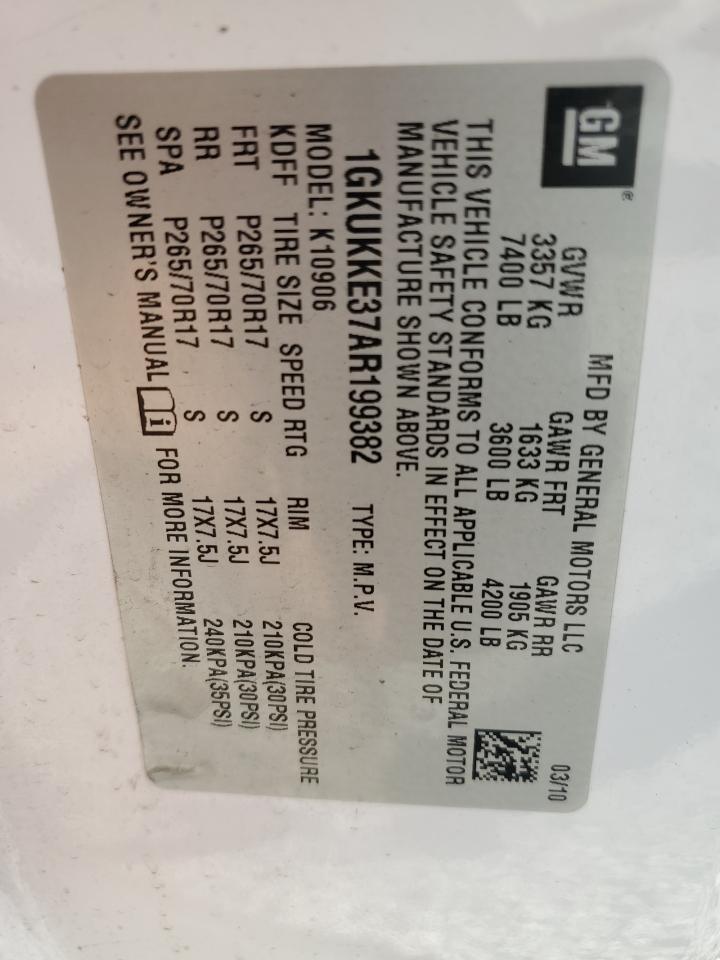 GM®
MFD BY GENERAL MOTORS LLC 03/10
GVWR GAWR FRT GAWR RR
3357 KG 1633 KG 1905 KG
7400 LB 3600 LB 4200 LB
THIS VEHICLE CONFORMS TO ALL APPLICABLE U.S. FEDERAL MOTOR
VEHICLE SAFETY STANDARDS IN EFFECT ON THE DATE OF
MANUFACTURE SHOWN ABOVE.
1GKUKKE37AR199382 TYPE: M.P.V.
MODEL: K10906
KDFF TIRE SIZE SPEED RTG RIM COLD TIRE PRESSURE
FRT P265/70R17 S 17X7.5J 210KPA(30PSI)
RR P265/70R17 S 17X7.5J 210KPA(30PSI)
SPA P265/70R17 S 17X7.5J 240KPA(35PSI)
SEE OWNER'S MANUAL i FOR MORE INFORMATION.